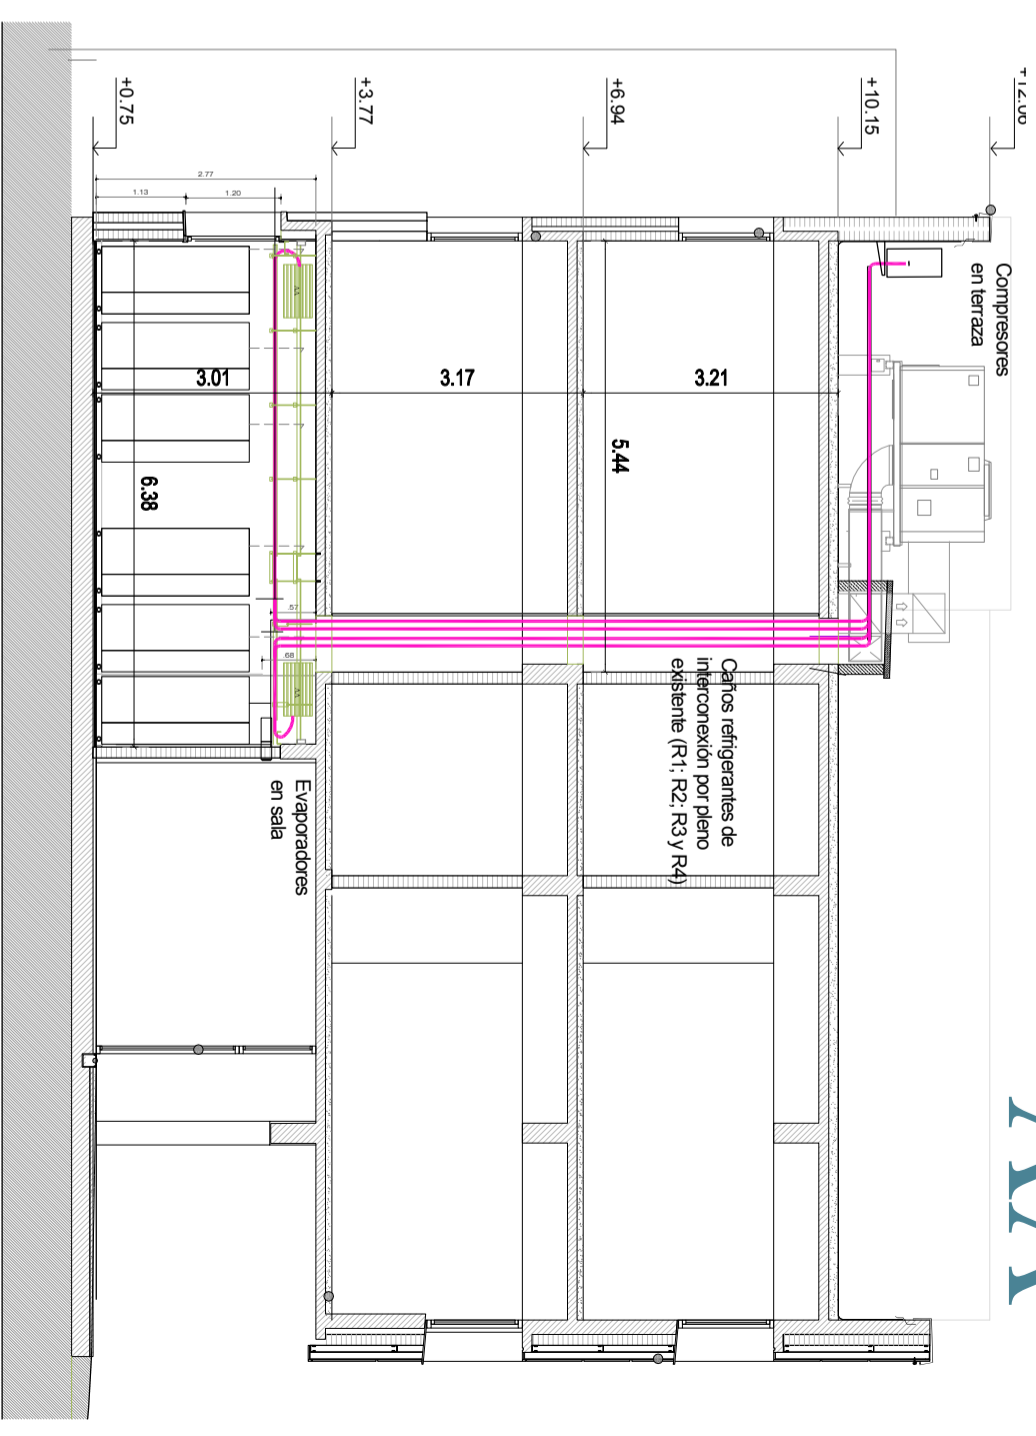 +0.75
+3.77
+6.94
+10.15
Compresores
en terraza
2.77
1.13
1.20
3.01
3.17
3.21
5.44
6.38
.57
.68
Caños refrigerantes de
interconexión por pleno
existente (R1; R2; R3 y R4)
Evaporadores
en sala